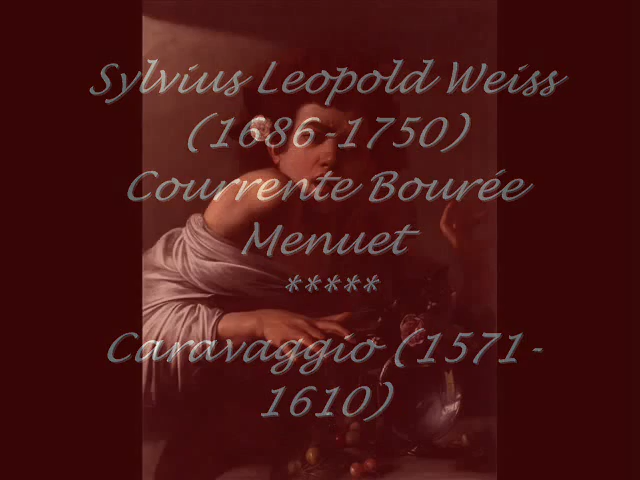 Sylvius Leopold Weiss
(1686-1750)
Courrente Bourée
Menuet
*****
Caravaggio (1571-
1610)